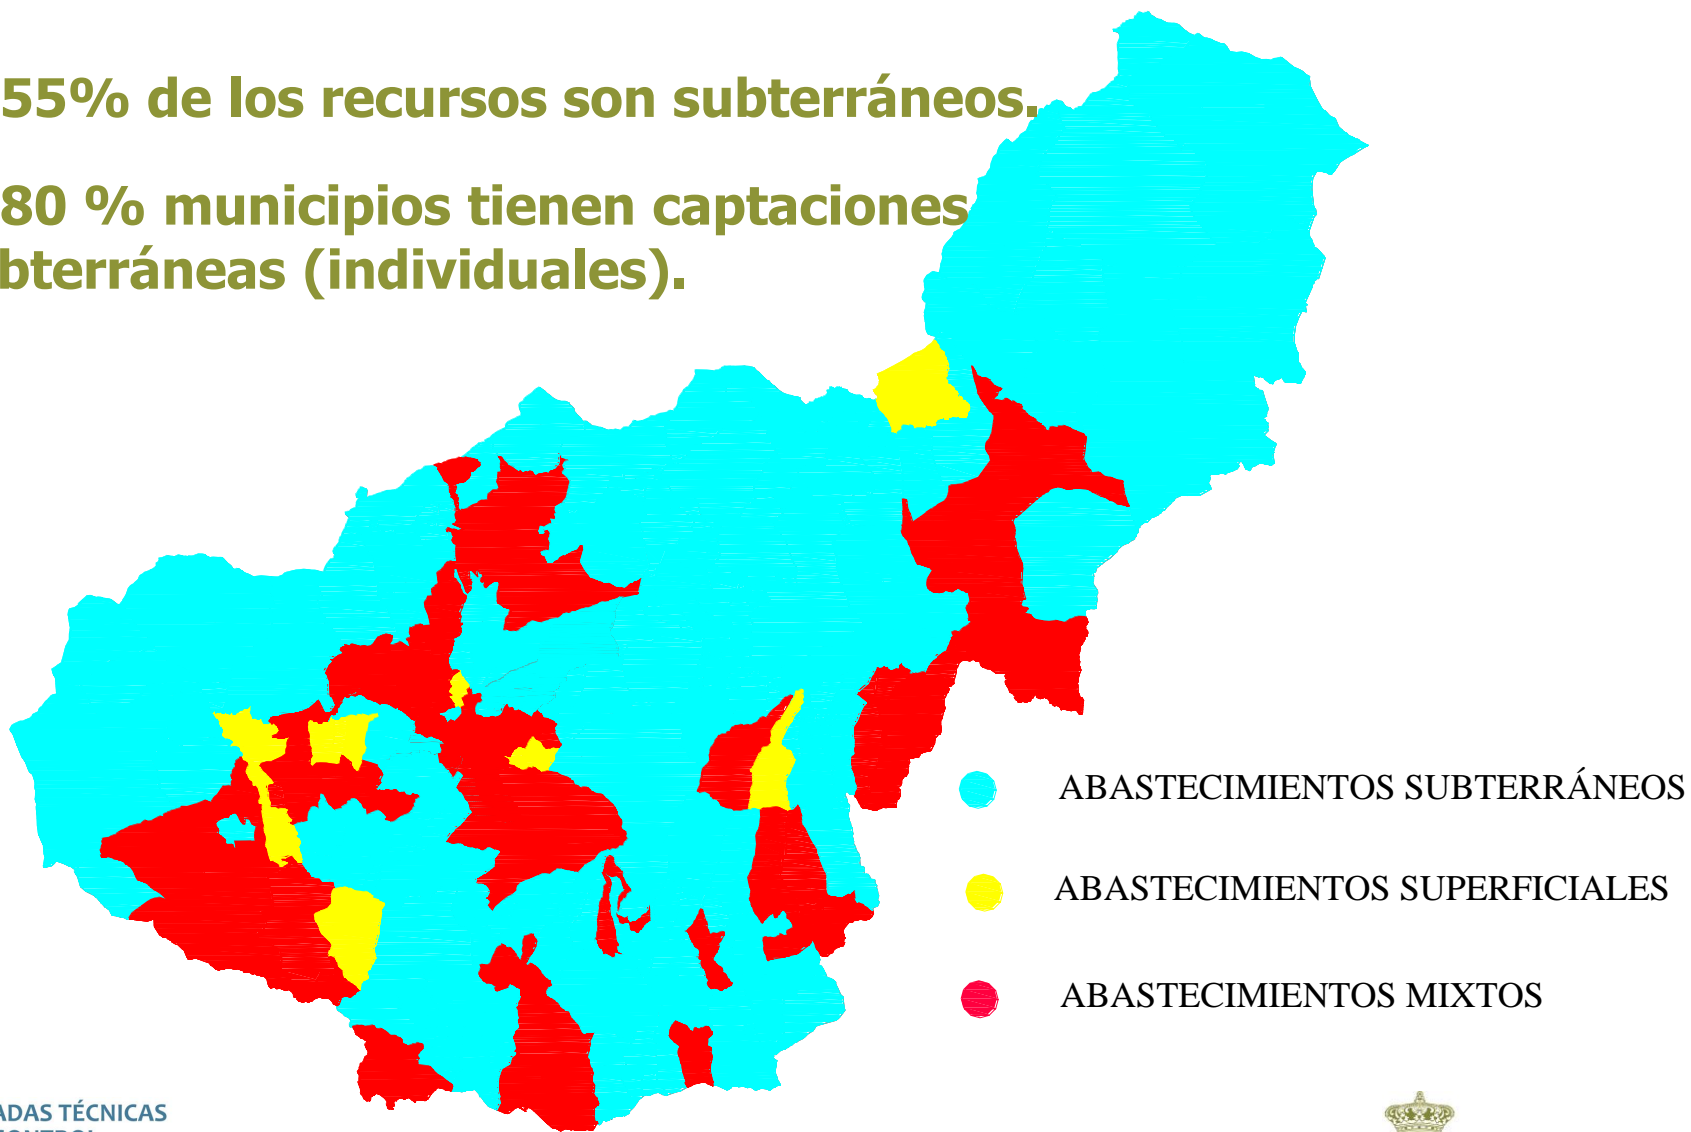 55% de los recursos son subterráneos.
80 % municipios tienen captaciones
bterráneas (individuales).
ABASTECIMIENTOS SUBTERRÁNEOS
ABASTECIMIENTOS SUPERFICIALES
ABASTECIMIENTOS MIXTOS
ADAS TÉCNICAS